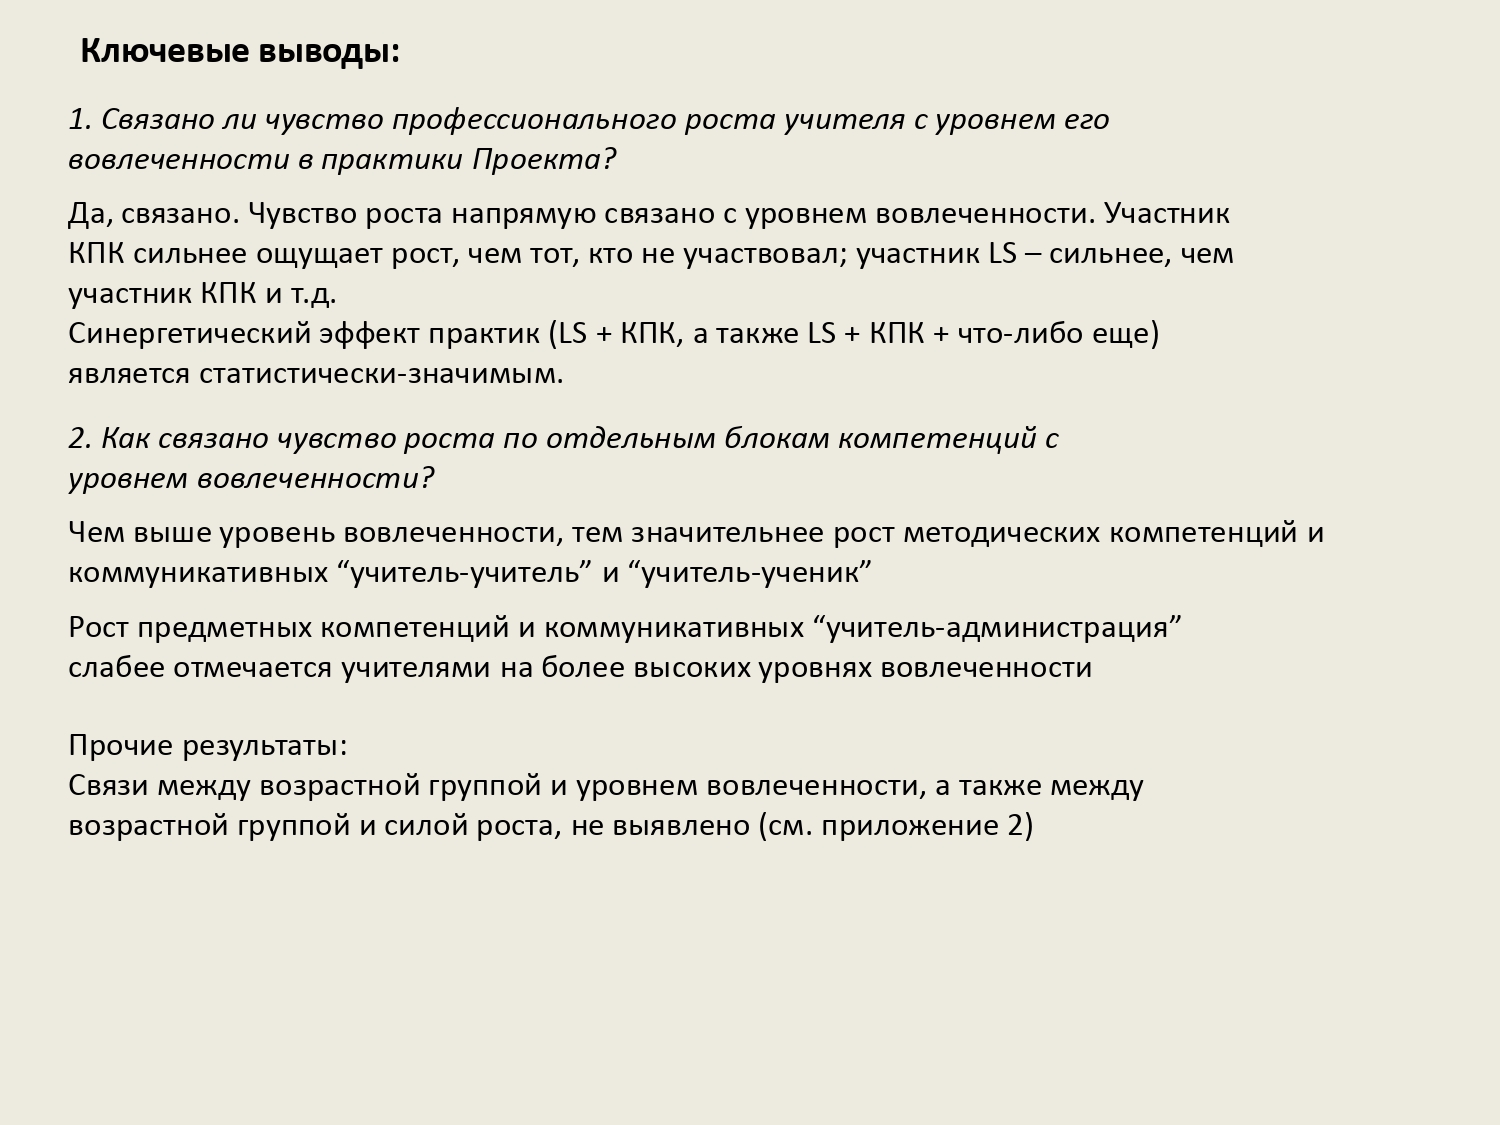 Ключевые выводы:
1. Связано ли чувство профессионального роста учителя с уровнем его
вовлеченности в практики Проекта?
Да, связано. Чувство роста напрямую связано с уровнем вовлеченности. Участник
КПК сильнее ощущает рост, чем тот, кто не участвовал; участник LS – сильнее, чем
участник КПК и т.д.
Синергетический эффект практик (LS + КПК, а также LS + КПК + что-либо еще)
является статистически-значимым.
2. Как связано чувство роста по отдельным блокам компетенций с
уровнем вовлеченности?
Чем выше уровень вовлеченности, тем значительнее рост методических компетенций и
коммуникативных “учитель-учитель” и “учитель-ученик”
Рост предметных компетенций и коммуникативных “учитель-администрация”
слабее отмечается учителями на более высоких уровнях вовлеченности
Прочие результаты:
Связи между возрастной группой и уровнем вовлеченности, а также между
возрастной группой и силой роста, не выявлено (см. приложение 2)